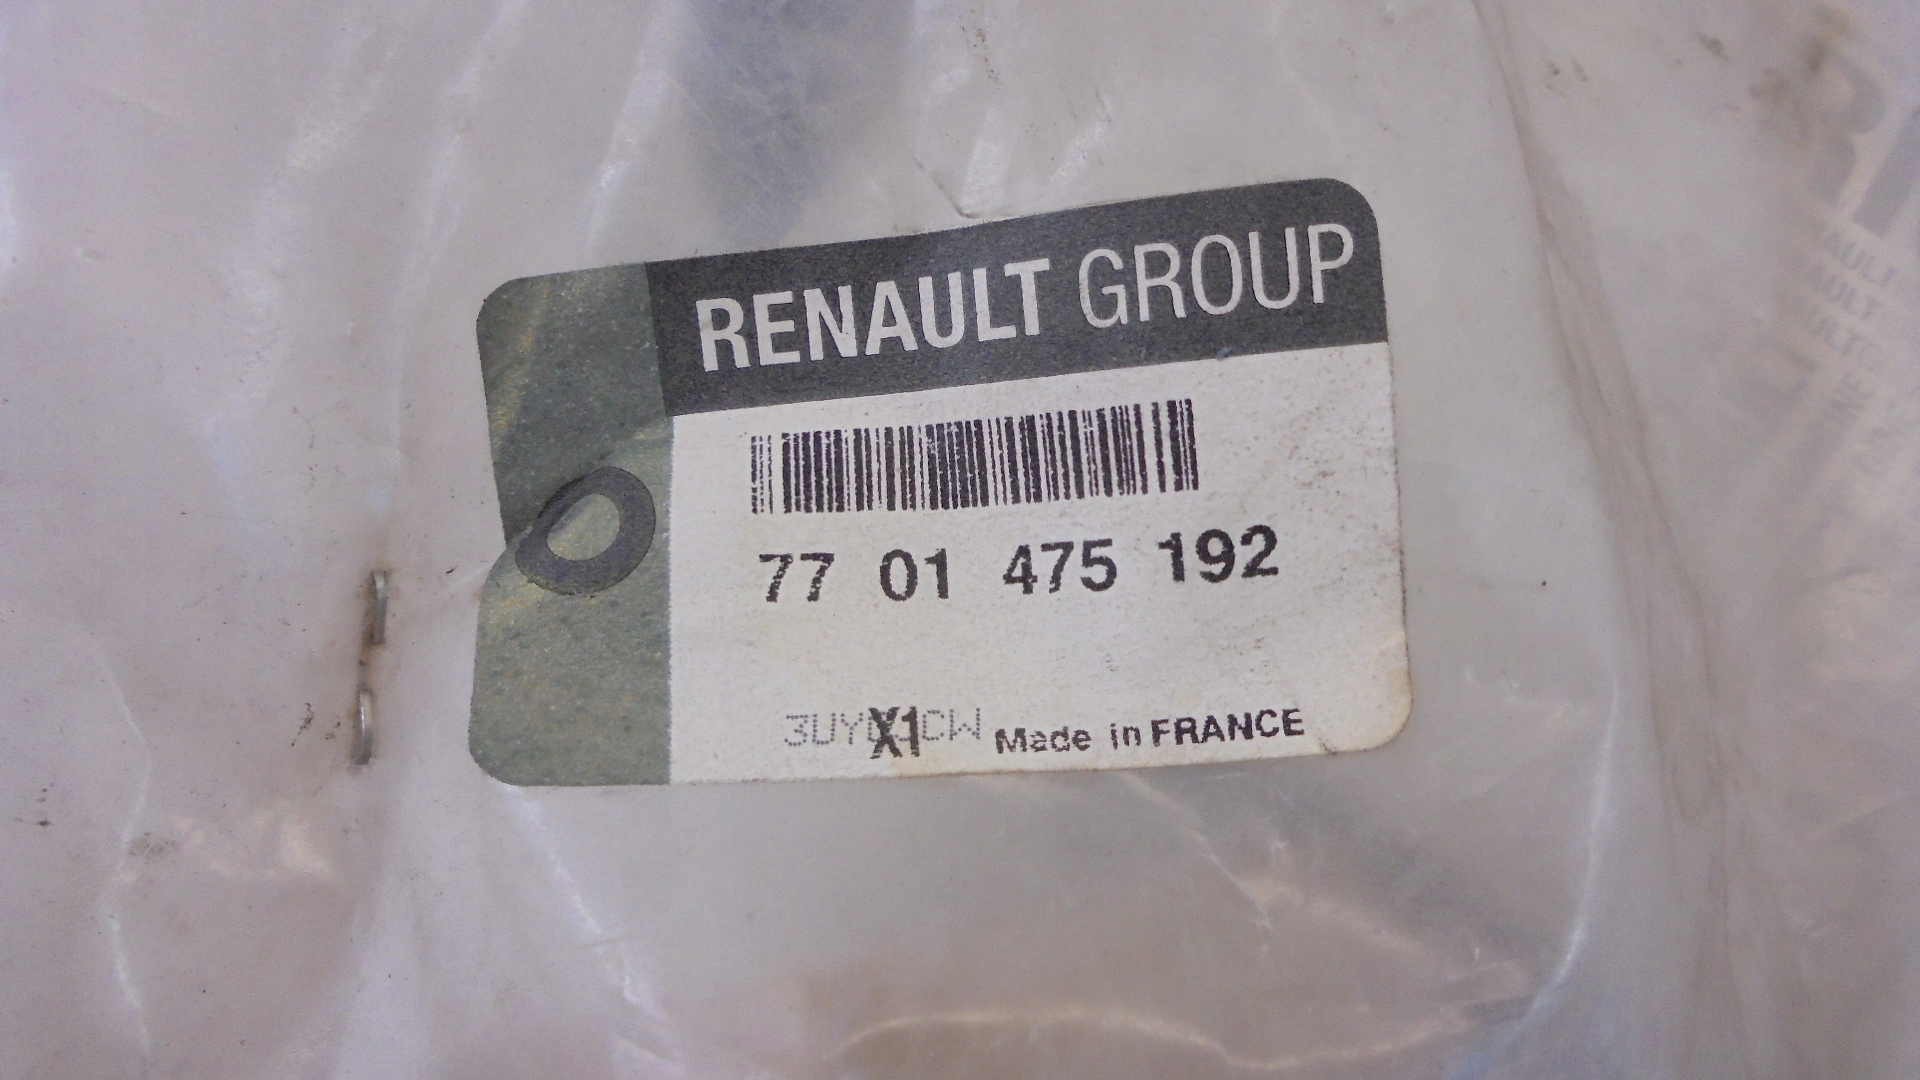 RENAULT GROUP
77 01 475 192
X1 Made in FRANCE